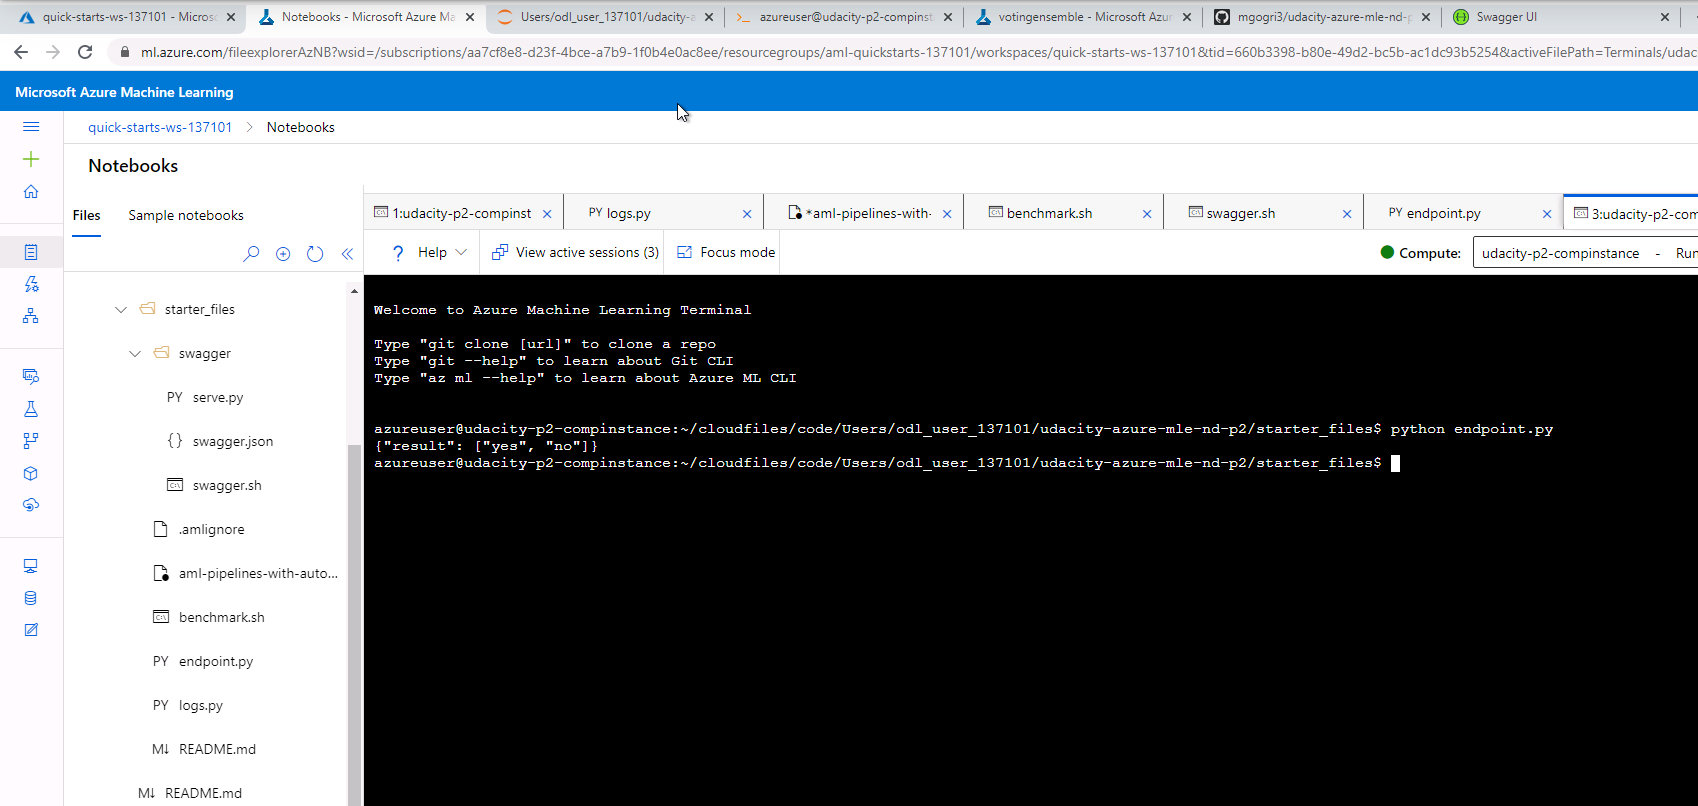 quick-starts-ws-137101 - Micros
Notebooks - Microsoft Azure Ma
Users/odl_user_137101/udacity-a
azureuser@udacity-p2-compinst
votingensemble - Microsoft Azur
mgogri3/udacity-azure-mle-nd-p
Swagger UI
ml.azure.com/fileexplorerAzNB?wsid=/subscriptions/aa7cf8e8-d23f-4bce-a7b9-1f0b4e0ac8ee/resourcegroups/aml-quickstarts-137101/workspaces/quick-starts-ws-137101&tid=660b3398-b80e-49d2-bc5b-ac1dc93b5254&activeFilePath=Terminals/udac
Microsoft Azure Machine Learning
quick-starts-ws-137101 > Notebooks
Notebooks
Files
Sample notebooks
starter_files
swagger
PY serve.py
{} swagger.json
swagger.sh
.amlignore
aml-pipelines-with-auto...
benchmark.sh
PY endpoint.py
PY logs.py
M↓ README.md
M↓ README.md
1:udacity-p2-compinst
PY logs.py
*aml-pipelines-with-
benchmark.sh
swagger.sh
PY endpoint.py
3:udacity-p2-com
? Help
View active sessions (3)
Focus mode
Compute:
udacity-p2-compinstance - Run
Welcome to Azure Machine Learning Terminal
Type "git clone [url]" to clone a repo
Type "git --help" to learn about Git CLI
Type "az ml --help" to learn about Azure ML CLI
azureuser@udacity-p2-compinstance:~/cloudfiles/code/Users/odl_user_137101/udacity-azure-mle-nd-p2/starter_files$ python endpoint.py
{"result": ["yes", "no"]}
azureuser@udacity-p2-compinstance:~/cloudfiles/code/Users/odl_user_137101/udacity-azure-mle-nd-p2/starter_files$